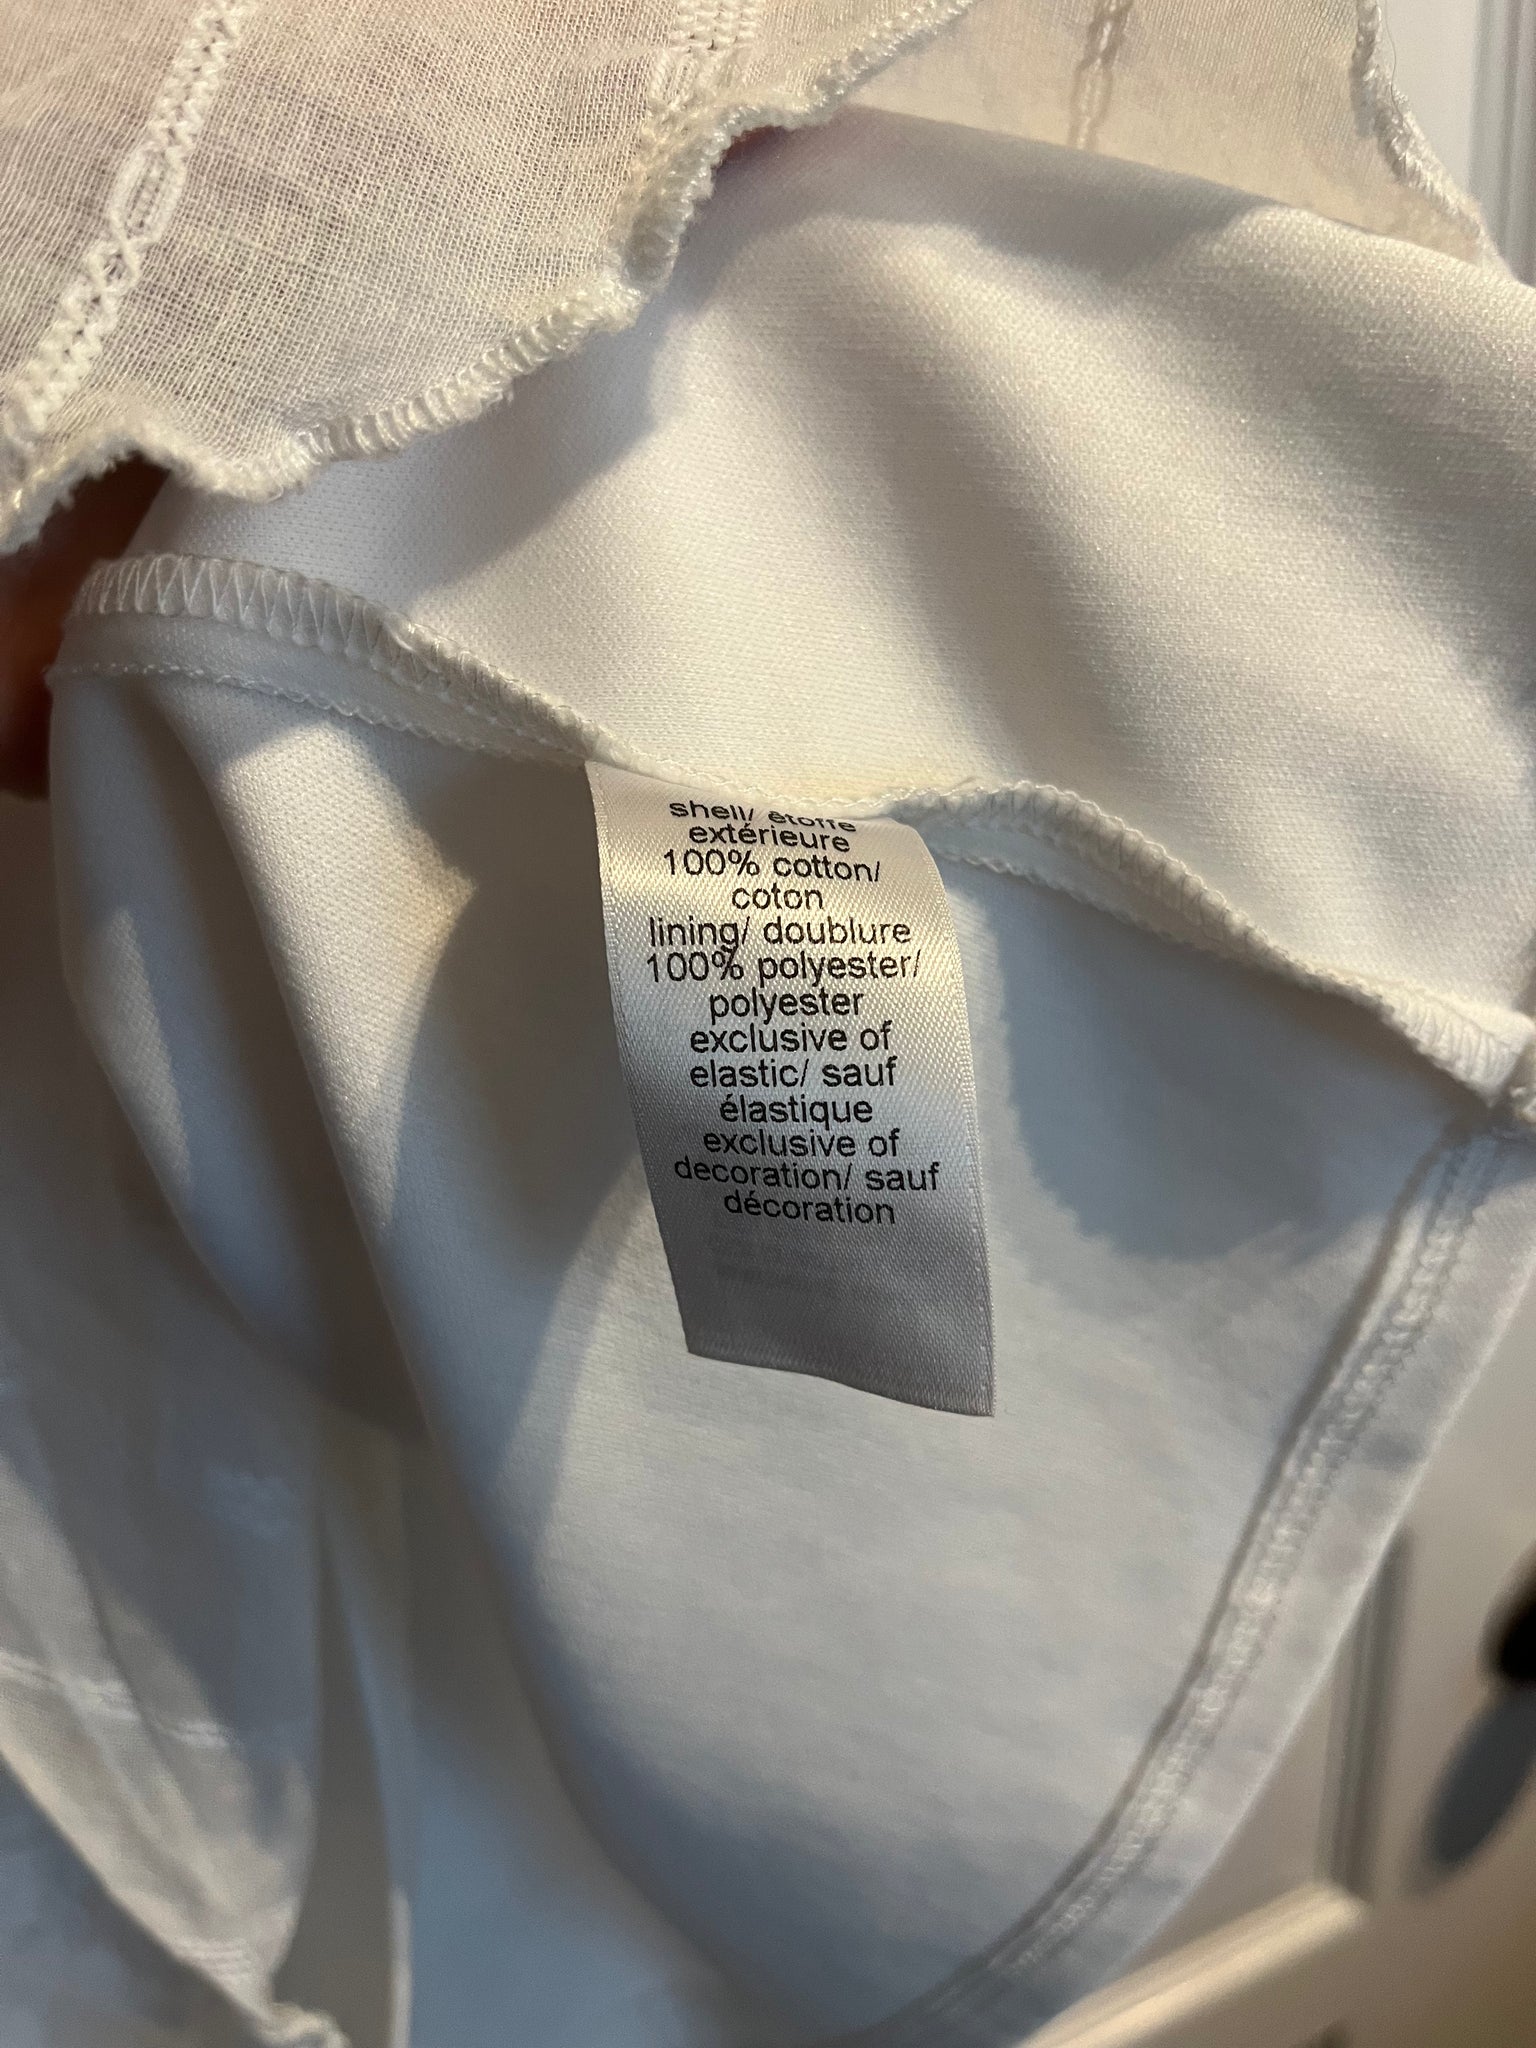 shell/ étoffe
extérieure
100% cotton/
coton
lining/ doublure
100% polyester/
polyester
exclusive of
elastic/ sauf
élastique
exclusive of
decoration/ sauf
décoration